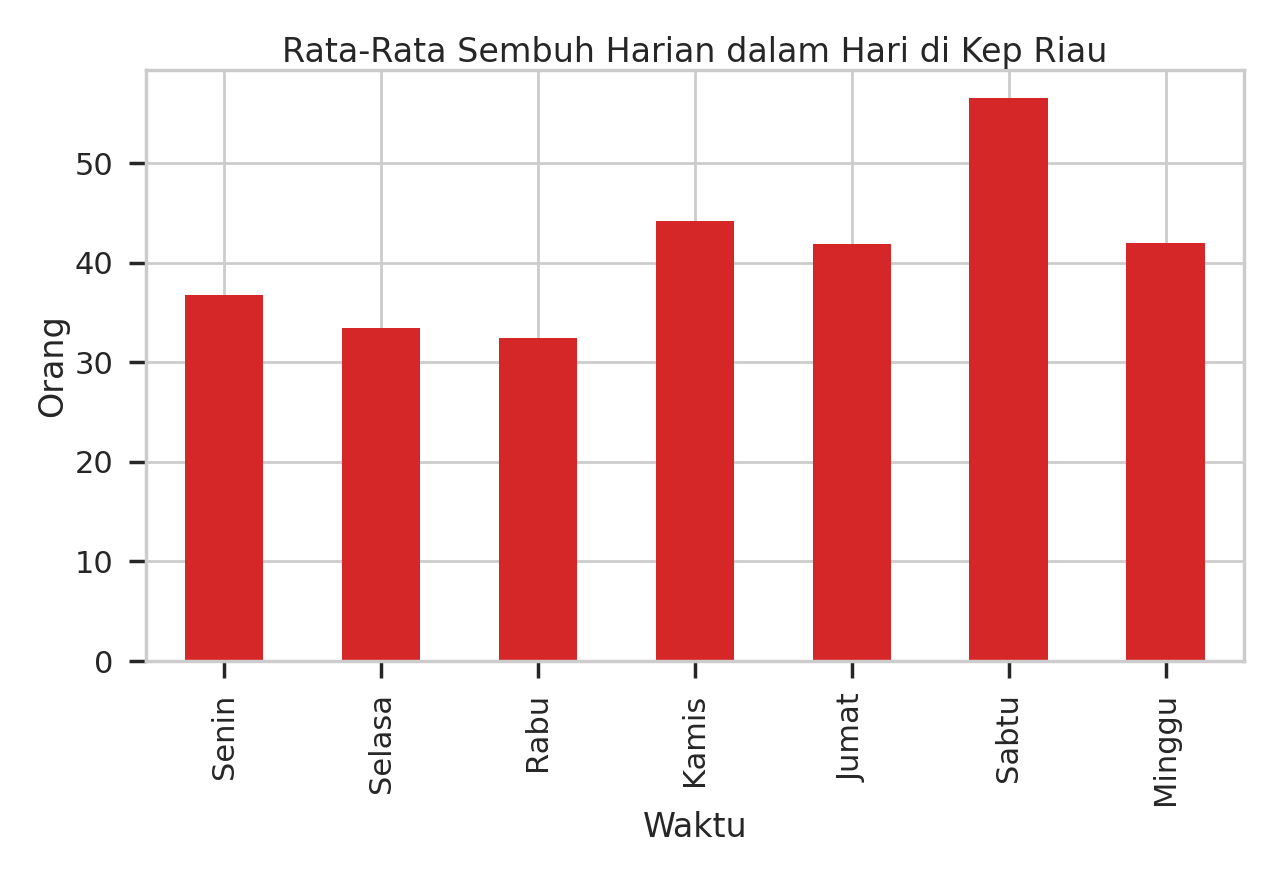 Rata-Rata Sembuh Harian dalam Hari di Kep Riau
Orang
50
40
30
20
10
0
Senin
Selasa
Rabu
Kamis
Jumat
Sabtu
Minggu
Waktu